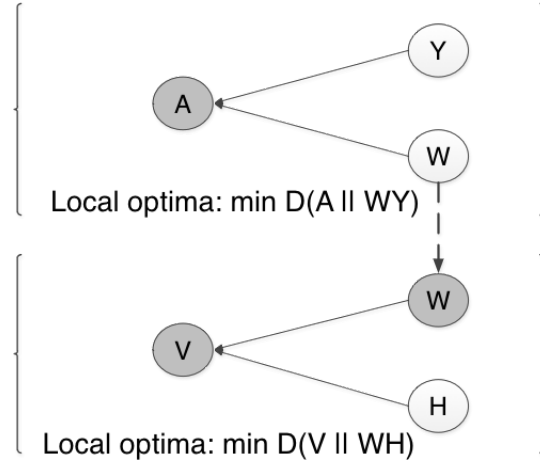 Y
A
W
Local optima: min D(A || WY)
W
V
H
Local optima: min D(V || WH)